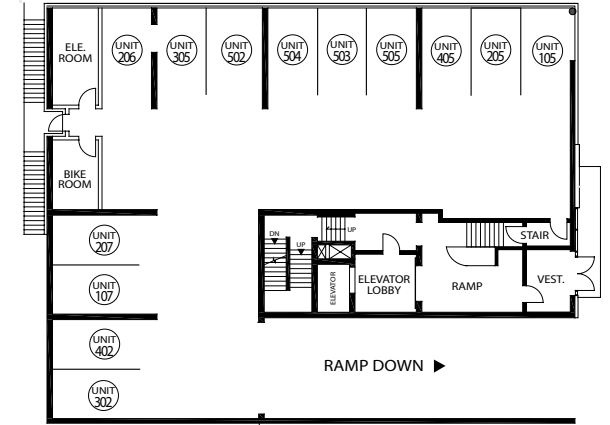 ELE.
ROOM
UNIT
206
UNIT
305
UNIT
502
UNIT
504
UNIT
503
UNIT
505
UNIT
405
UNIT
205
UNIT
105
BIKE
ROOM
UNIT
207
UNIT
107
UNIT
402
UNIT
302
DN
UP
UP
ELEVATOR
ELEVATOR
LOBBY
RAMP
STAIR
VEST.
RAMP DOWN